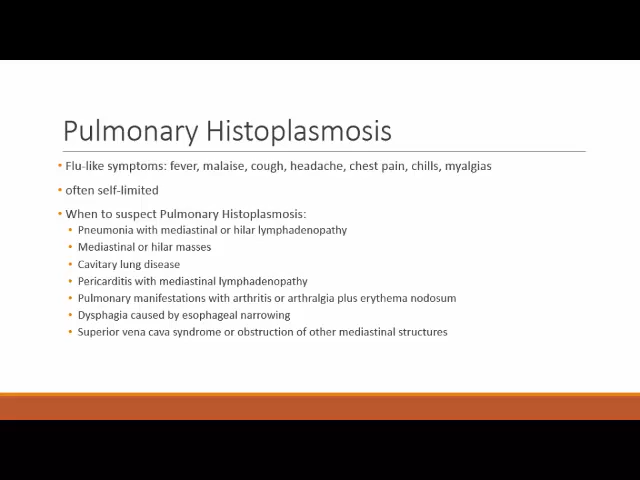 Pulmonary Histoplasmosis
• Flu-like symptoms: fever, malaise, cough, headache, chest pain, chills, myalgias
• often self-limited
• When to suspect Pulmonary Histoplasmosis:
• Pneumonia with mediastinal or hilar lymphadenopathy
• Mediastinal or hilar masses
• Cavitary lung disease
• Pericarditis with mediastinal lymphadenopathy
• Pulmonary manifestations with arthritis or arthralgia plus erythema nodosum
• Dysphagia caused by esophageal narrowing
• Superior vena cava syndrome or obstruction of other mediastinal structures